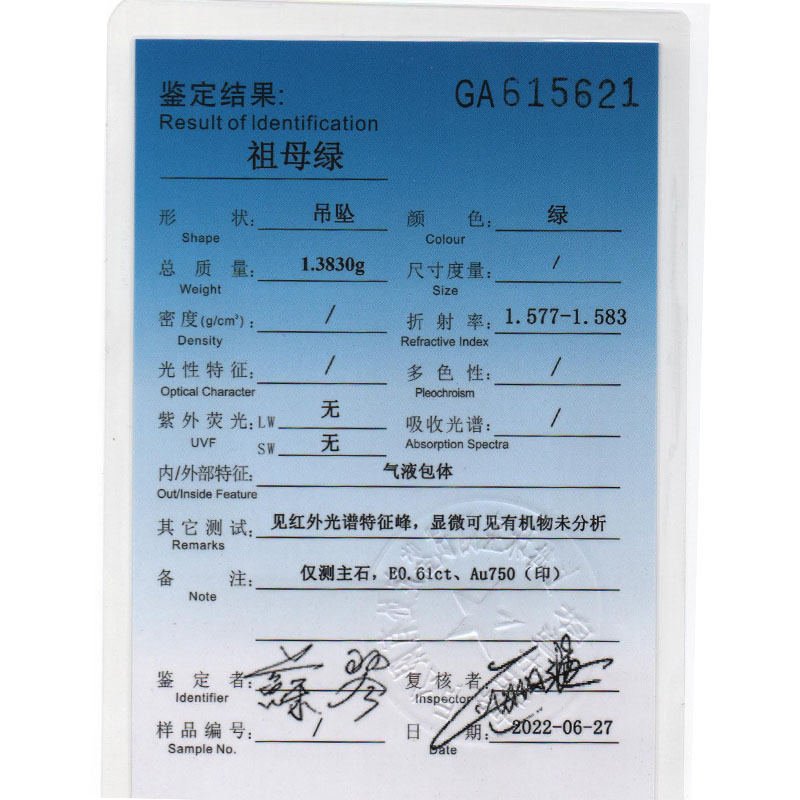 鉴定结果: GA615621
Result of Identification
祖母绿
形 状: 吊坠 颜 色: 绿
Shape Colour
总 质 量: 1.3830g 尺寸度量: /
Weight Size
密度(g/cm³): / 折 射 率: 1.577-1.583
Density Refractive Index
光性特征: / 多 色 性: /
Optical Character Pleochroism
紫外荧光: LW 无 吸收光谱: /
UVF SW 无 Absorption Spectra
内/外部特征: 气液包体
Out/Inside Feature
其它测试: 见红外光谱特征峰，显微可见有机物未分析
Remarks
备 注: 仅测主石，E0.61ct、Au750（印）
Note
鉴 定 者: 复 核 者:
Identifier Inspector
样品编号: / 日 期: 2022-06-27
Sample No. Date